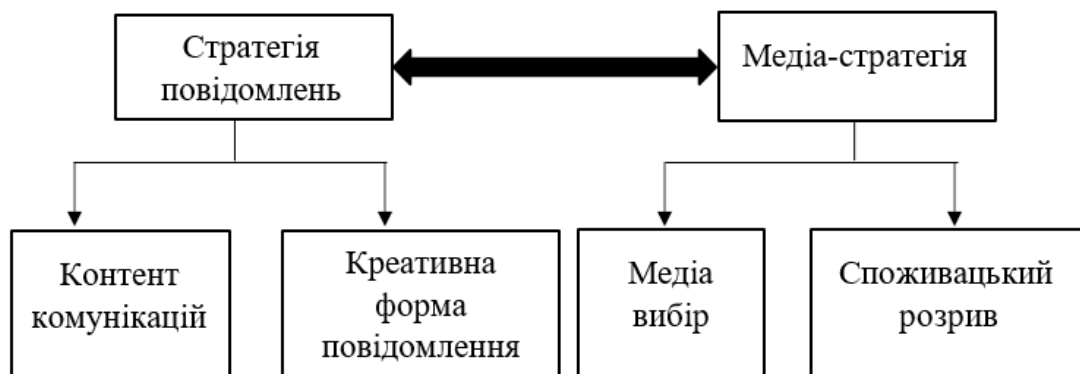 Стратегія
повідомлень
Медіа-стратегія
Контент
комунікацій
Креативна
форма
повідомлення
Медіа
вибір
Споживацький
розрив